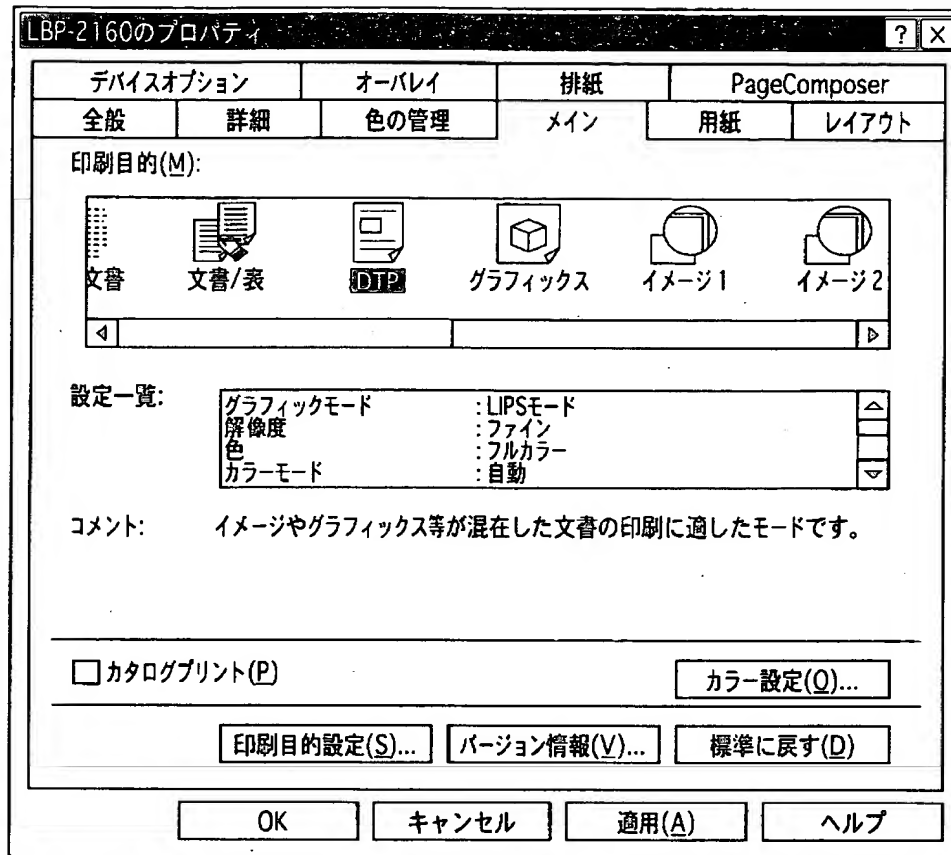 LBP-2160のプロパティ ? X
デバイスオプション オーバレイ 排紙 PageComposer
全般 詳細 色の管理 メイン 用紙 レイアウト
印刷目的(M):
文書 文書/表 DTP グラフィックス イメージ1 イメージ2
設定一覧: グラフィックモード :LIPSモード
解像度 :ファイン
色 :フルカラー
カラーモード :自動
コメント: イメージやグラフィックス等が混在した文書の印刷に適したモードです。
カタログプリント(P)
カラー設定(O)...
印刷目的設定(S)... バージョン情報(V)... 標準に戻す(D)
OK キャンセル 適用(A) ヘルプ